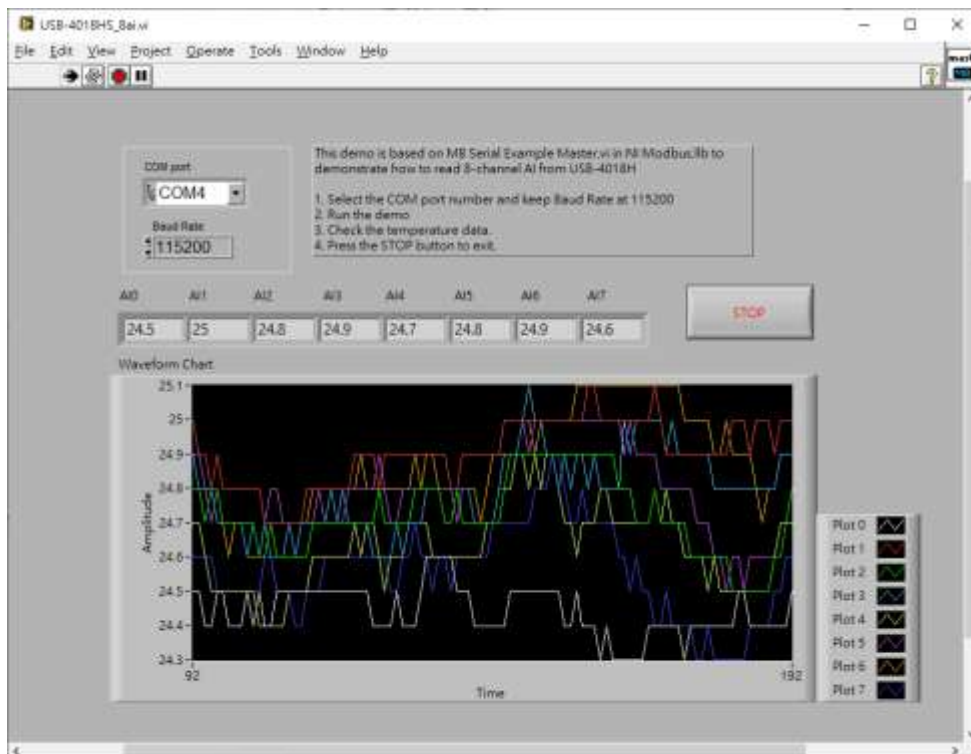 USB-4018HS_8ai.vi
File Edit View Project Operate Tools Window Help
COM port
COM4
Baud Rate
115200
This demo is based on MB Serial Example Master.vi in NI Modbus.llb to
demonstrate how to read 8-channel AI from USB-4018H
1. Select the COM port number and keep Baud Rate at 115200
2. Run the demo
3. Check the temperature data.
4. Press the STOP button to exit.
AI0 AI1 AI2 AI3 AI4 AI5 AI6 AI7
24.5 25 24.8 24.9 24.7 24.8 24.9 24.6
STOP
Waveform Chart
25.1
25
24.9
24.8
24.7
24.6
24.5
24.4
24.3
Amplitude
92
192
Time
Plot 0
Plot 1
Plot 2
Plot 3
Plot 4
Plot 5
Plot 6
Plot 7